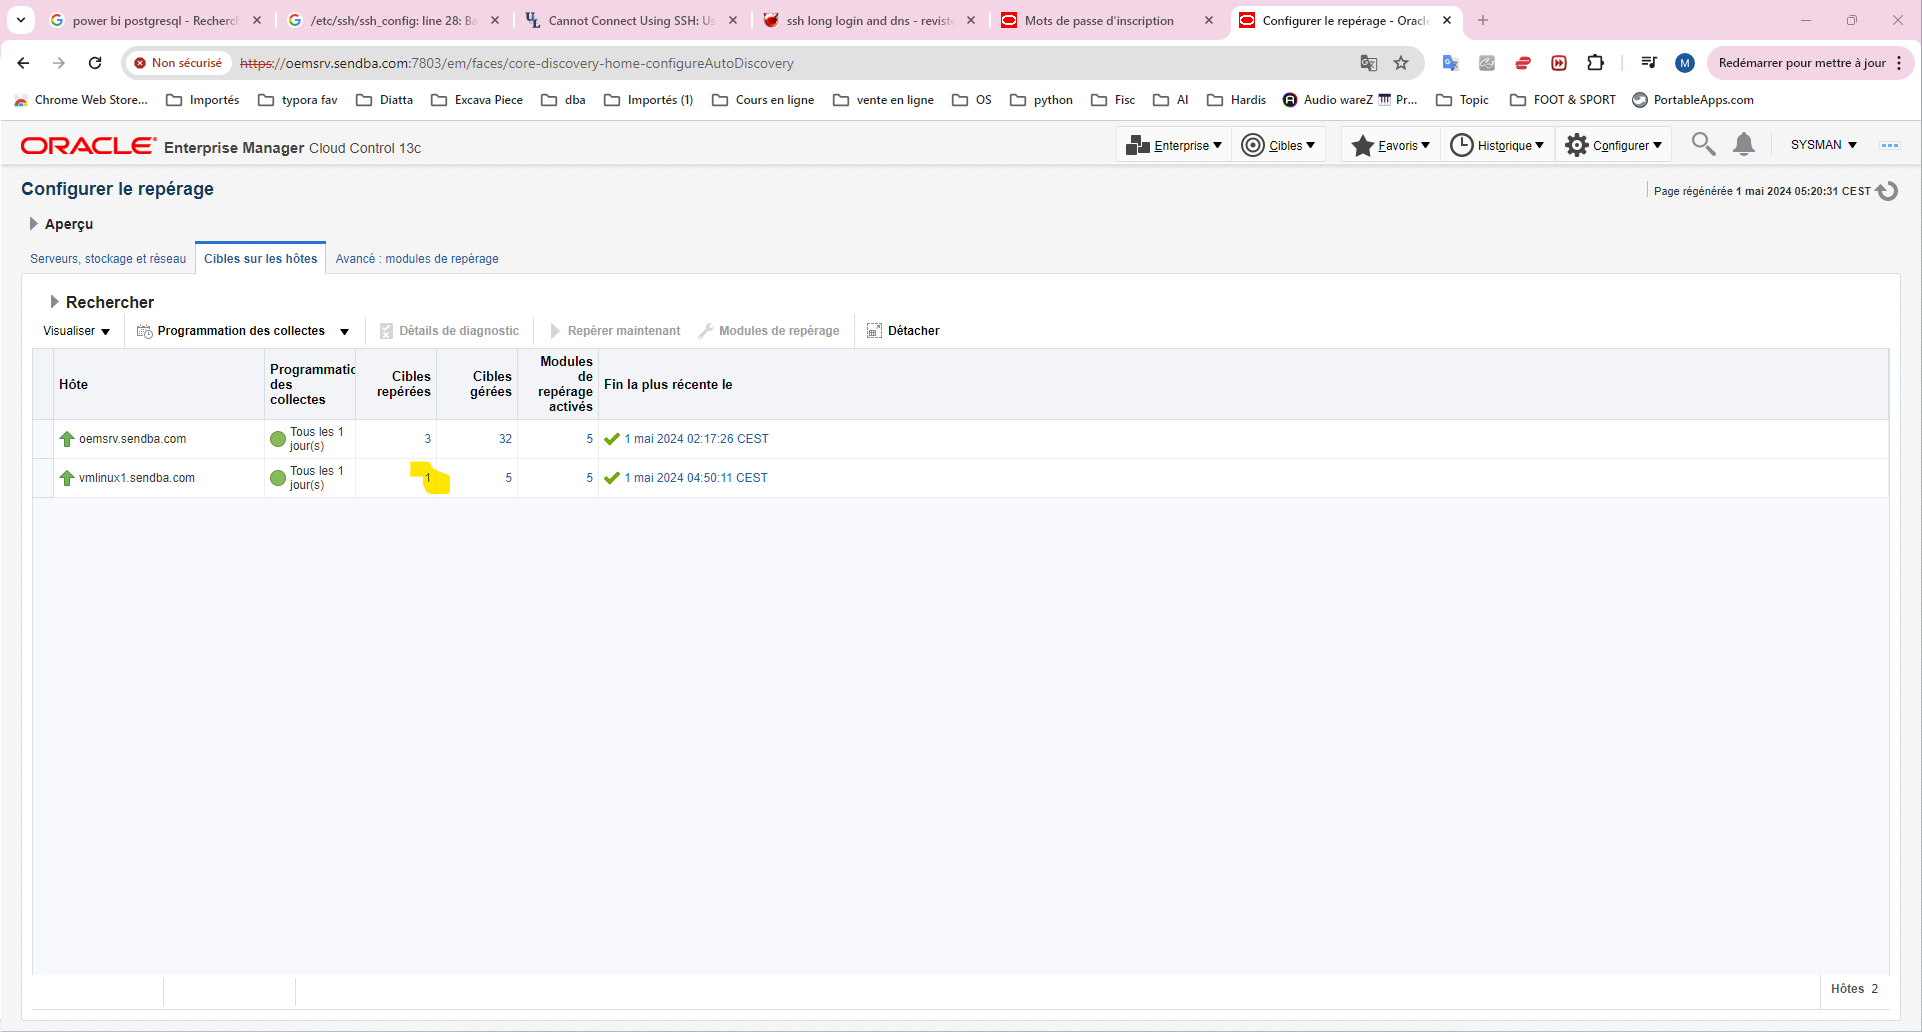 power bi postgresql - Recherch
/etc/ssh/ssh_config: line 28: Ba
Cannot Connect Using SSH: Us
ssh long login and dns - reviste
Mots de passe d'inscription
Configurer le repérage - Oracle
Non sécurisé
https://oemsrv.sendba.com:7803/em/faces/core-discovery-home-configureAutoDiscovery
M
Redémarrer pour mettre à jour
Chrome Web Store...
Importés
typora fav
Diatta
Excava Piece
dba
Importés (1)
Cours en ligne
vente en ligne
OS
python
Fisc
AI
Hardis
Audio wareZ
Pr...
Topic
FOOT & SPORT
PortableApps.com
ORACLE Enterprise Manager Cloud Control 13c
Enterprise
Cibles
Favoris
Historique
Configurer
SYSMAN
Configurer le repérage
Page régénérée 1 mai 2024 05:20:31 CEST
Aperçu
Serveurs, stockage et réseau
Cibles sur les hôtes
Avancé : modules de repérage
Rechercher
Visualiser
Programmation des collectes
Détails de diagnostic
Repérer maintenant
Modules de repérage
Détacher
Hôte
Programmatic
des
collectes
Cibles
repérées
Cibles
gérées
Modules
de
repérage
activés
Fin la plus récente le
oemsrv.sendba.com
Tous les 1
jour(s)
3
32
5
1 mai 2024 02:17:26 CEST
vmlinux1.sendba.com
Tous les 1
jour(s)
1
5
5
1 mai 2024 04:50:11 CEST
Hôtes 2